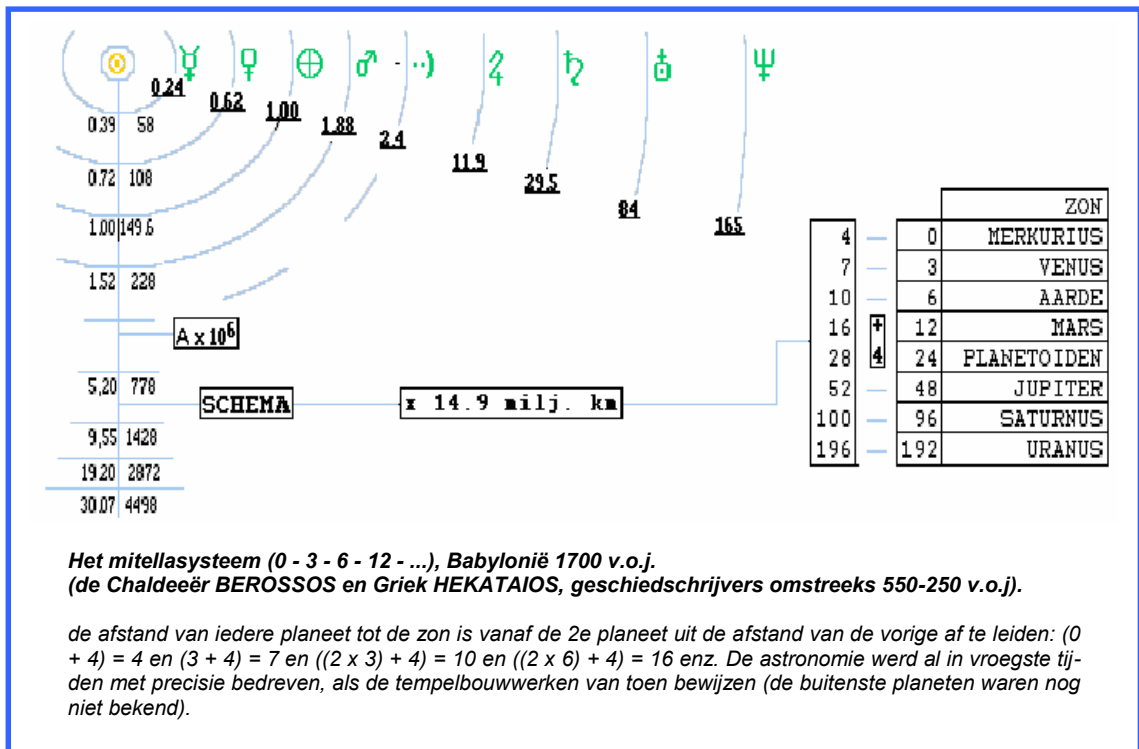 0.24
0.62
1.00
1.88
2.4
11.9
29.5
84
165
0.39 58
0.72 108
1.00 149.6
1.52 228
A x 10⁶
5,20 778
9,55 1428
19.20 2872
30.07 4498
SCHEMA
x 14.9 milj. km
ZON
4 — 0 MERKURIUS
7 — 3 VENUS
10 — 6 AARDE
16 + 12 MARS
28 4 24 PLANETOIDEN
52 — 48 JUPITER
100 — 96 SATURNUS
196 — 192 URANUS
Het mitellasysteem (0 - 3 - 6 - 12 - ...), Babylonië 1700 v.o.j.
(de Chaldeeër BEROSSOS en Griek HEKATAIOS, geschiedschrijvers omstreeks 550-250 v.o.j).
de afstand van iedere planeet tot de zon is vanaf de 2e planeet uit de afstand van de vorige af te leiden: (0
+ 4) = 4 en (3 + 4) = 7 en ((2 x 3) + 4) = 10 en ((2 x 6) + 4) = 16 enz. De astronomie werd al in vroegste tij-
den met precisie bedreven, als de tempelbouwwerken van toen bewijzen (de buitenste planeten waren nog
niet bekend).